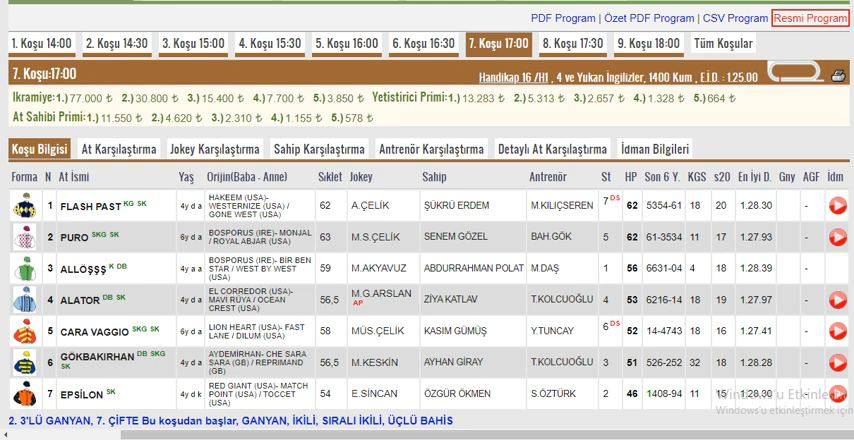 PDF Program | Özet PDF Program | CSV Program Resmi Program
1. Koşu 14:00 2. Koşu 14:30 3. Koşu 15:00 4. Koşu 15:30 5. Koşu 16:00 6. Koşu 16:30 7. Koşu 17:00 8. Koşu 17:30 9. Koşu 18:00 Tüm Koşular
7. Koşu:17:00 Handikap 16 /H1 , 4 ve Yukarı İngilizler, 1400 Kum , E.İ.D. : 1.25.00
Ikramiye:1.) 77.000 ₺ 2.) 30.800 ₺ 3.) 15.400 ₺ 4.) 7.700 ₺ 5.) 3.850 ₺ Yetistirici Primi:1.) 13.283 ₺ 2.) 5.313 ₺ 3.) 2.657 ₺ 4.) 1.328 ₺ 5.) 664 ₺
At Sahibi Primi:1.) 11.550 ₺ 2.) 4.620 ₺ 3.) 2.310 ₺ 4.) 1.155 ₺ 5.) 578 ₺
Koşu Bilgisi At Karşılaştırma Jokey Karşılaştırma Sahip Karşılaştırma Antrenör Karşılaştırma Detaylı At Karşılaştırma İdman Bilgileri
Forma N At İsmi Yaş Orijin(Baba - Anne) Sıklet Jokey Sahip Antrenör St HP Son 6 Y. KGS s20 En İyi D. Gny AGF İdm
1 FLASH PAST KG SK 4y d a HAKEEM (USA)- WESTERNIZE (USA) / GONE WEST (USA) 62 A.ÇELİK ŞÜKRÜ ERDEM M.KILIÇSEREN 7 DS 62 5354-61 18 20 1.28.30 -
2 PURO SKG SK 6y d a BOSPORUS (IRE)- MONJAL / ROYAL ABJAR (USA) 63 M.S.ÇELİK SENEM GÖZEL BAH.GÖK 5 62 61-3534 11 17 1.27.93 -
3 ALLÖŞŞŞ K DB 4y a a BOSPORUS (IRE)- BİR BEN STAR / WEST BY WEST (USA) 59 M.AKYAVUZ ABDURRAHMAN POLAT M.DAŞ 1 56 6631-04 4 18 1.28.39 -
4 ALATOR DB SK 4y d a EL CORREDOR (USA)- MAVİ RÜYA / OCEAN CREST (USA) 56,5 M.G.ARSLAN AP ZİYA KATLAV T.KOLCUOĞLU 4 53 6216-14 18 19 1.27.97 -
5 CARA VAGGIO SKG SK 6y d a LION HEART (USA)- FAST LANE / DILUM (USA) 58 MÜS.ÇELİK KASIM GÜMÜŞ Y.TUNCAY 6 DS 52 14-4743 18 16 1.27.41 -
6 GÖKBAKIRHAN DB SKG SK 4y a a AYDEMİRHAN- CHE SARA SARA (GB) / REPRIMAND (GB) 56,5 M.KESKİN AYHAN GİRAY T.KOLCUOĞLU 3 51 526-252 32 18 1.28.28 -
7 EPSİLON SK 4y d k RED GIANT (USA)- MATCH POINT (USA) / TOCCET (USA) 54 E.SİNCAN ÖZGÜR ÖKMEN S.ÖZTÜRK 2 46 1408-94 11 15 -
Windows'u Etkinleştir
Windows'u etkinleştirmek için
2. 3'LÜ GANYAN, 7. ÇİFTE Bu koşudan başlar, GANYAN, İKİLİ, SIRALI İKİLİ, ÜÇLÜ BAHİS